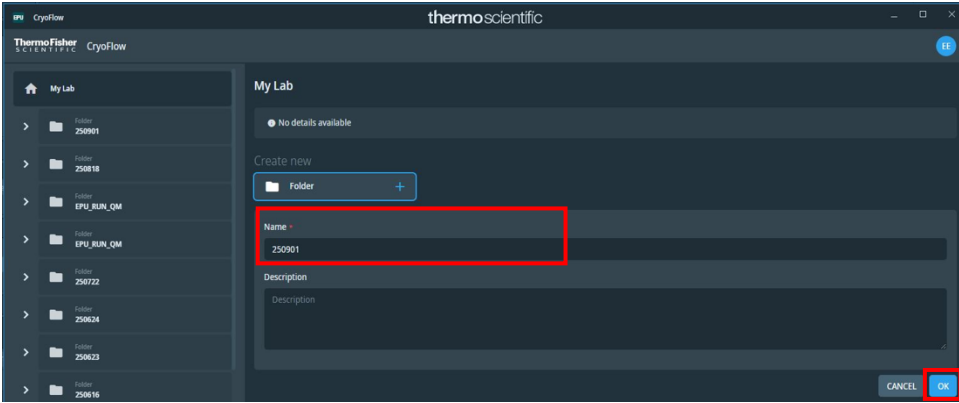 EPU CryoFlow
thermoscientific
ThermoFisher
SCIENTIFIC
CryoFlow
EE
My Lab
Folder
250901
Folder
250818
Folder
EPU_RUN_QM
Folder
EPU_RUN_QM
Folder
250722
Folder
250624
Folder
250623
Folder
250616
My Lab
No details available
Create new
Folder +
Name *
250901
Description
Description
CANCEL OK